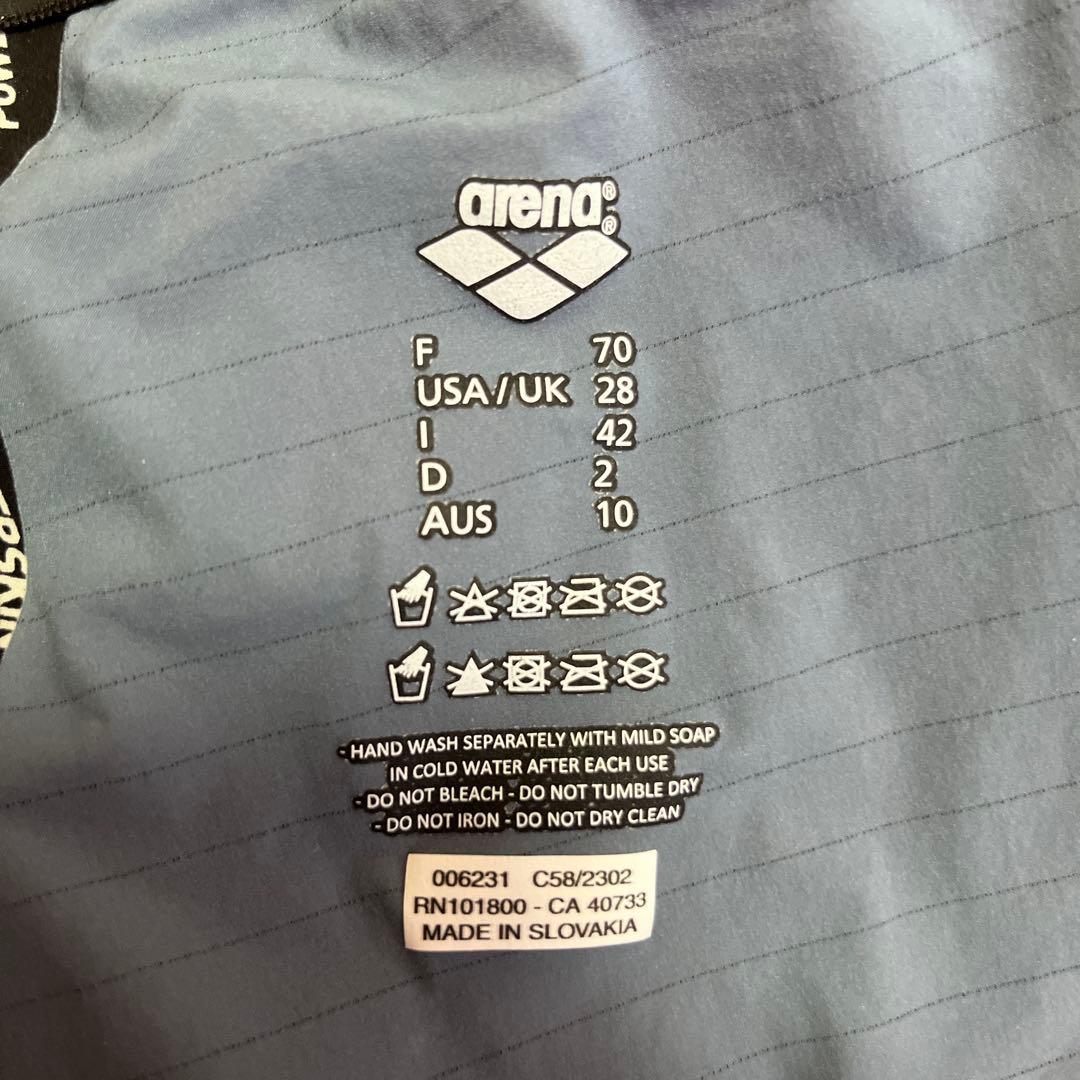 arena®
®
F 70
USA/UK 28
I 42
D 2
AUS 10
- HAND WASH SEPARATELY WITH MILD SOAP
IN COLD WATER AFTER EACH USE
- DO NOT BLEACH - DO NOT TUMBLE DRY
- DO NOT IRON - DO NOT DRY CLEAN
006231 C58/2302
RN101800 - CA 40733
MADE IN SLOVAKIA